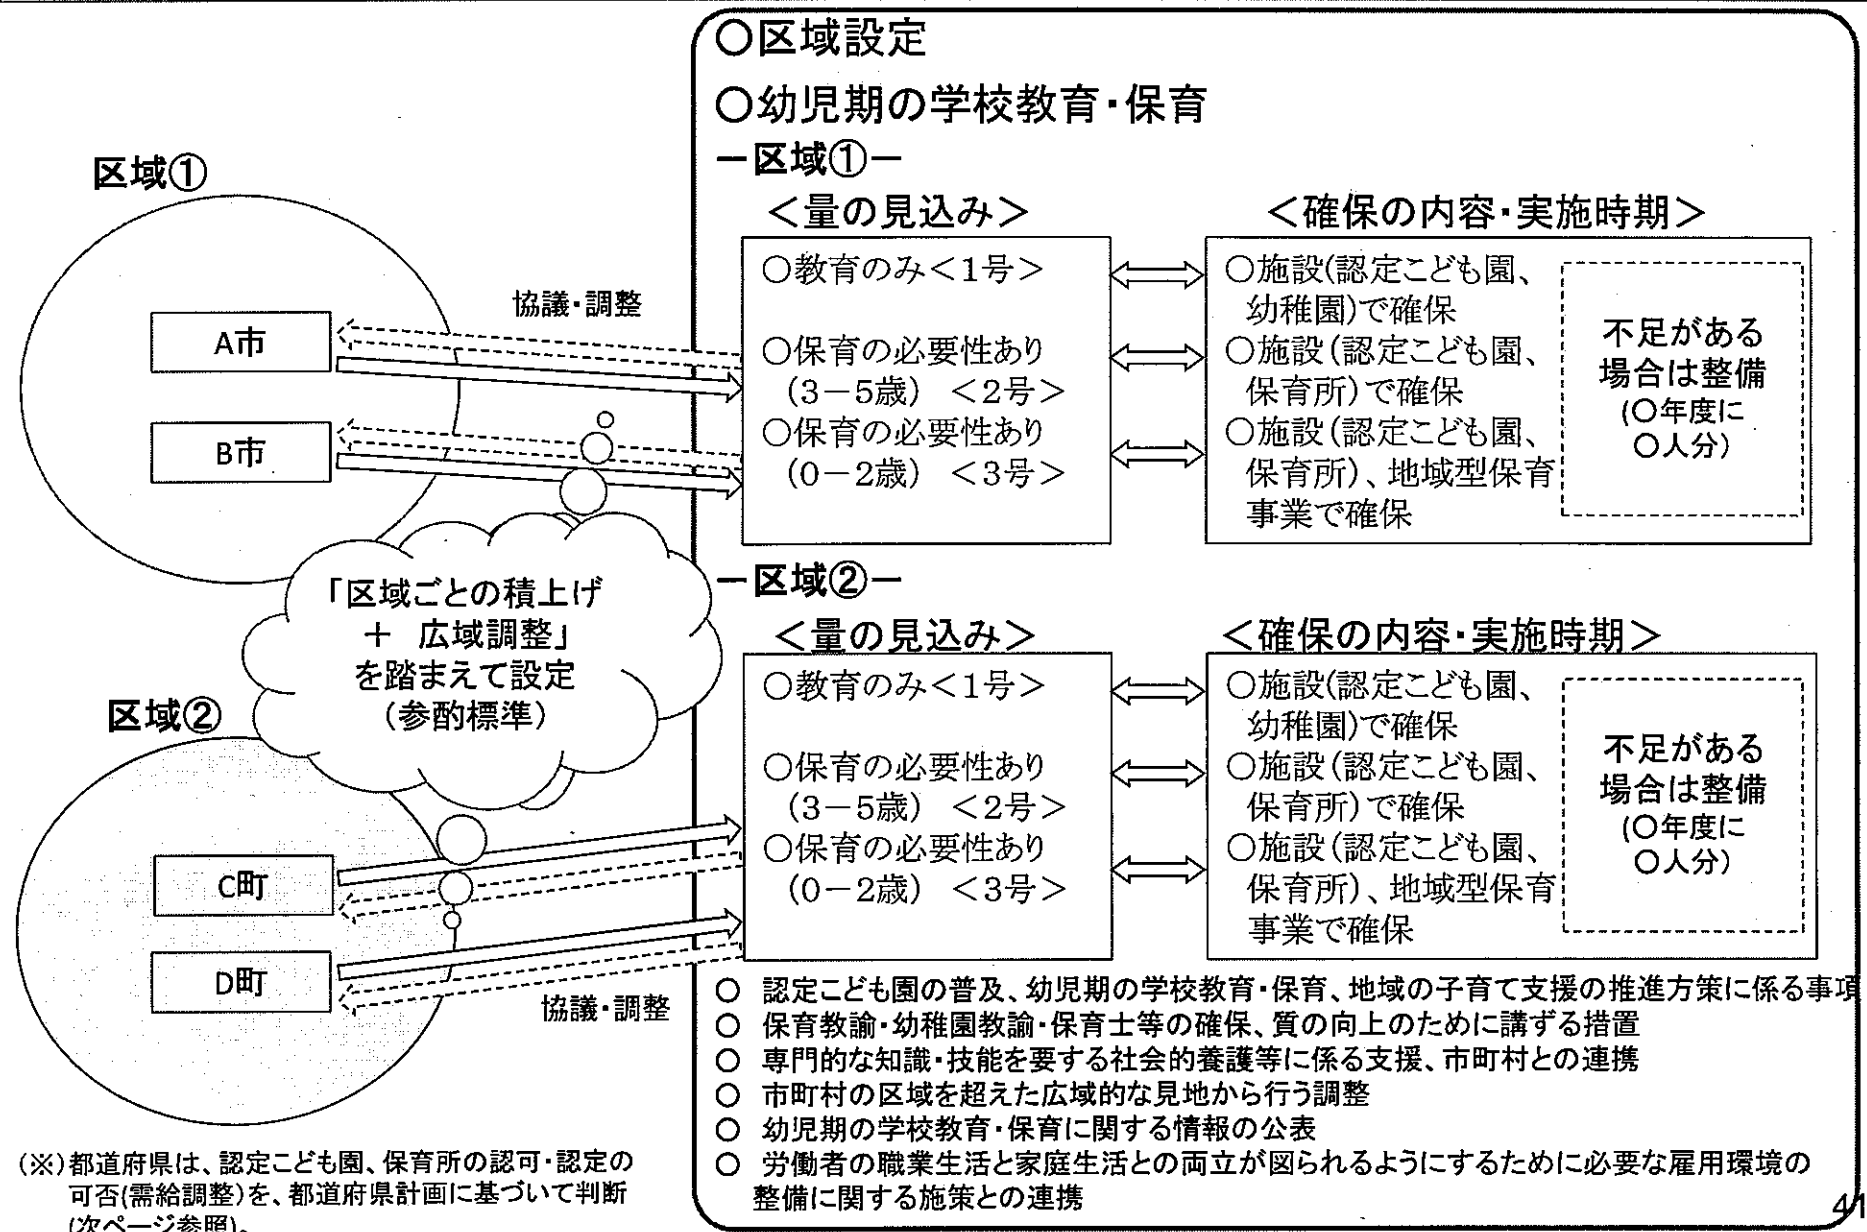 区域①
A市
B市
協議・調整
「区域ごとの積上げ
＋ 広域調整」
を踏まえて設定
（参酌標準）
区域②
C町
D町
協議・調整
(※)都道府県は、認定こども園、保育所の認可・認定の
可否(需給調整)を、都道府県計画に基づいて判断
(次ページ参照)。
○区域設定
○幼児期の学校教育・保育
－区域①－
＜量の見込み＞
○教育のみ＜1号＞
○保育の必要性あり
(3－5歳) ＜2号＞
○保育の必要性あり
(0－2歳) ＜3号＞
＜確保の内容・実施時期＞
○施設(認定こども園、
幼稚園)で確保
○施設(認定こども園、
保育所)で確保
○施設(認定こども園、
保育所)、地域型保育
事業で確保
不足がある
場合は整備
(○年度に
○人分)
－区域②－
＜量の見込み＞
○教育のみ＜1号＞
○保育の必要性あり
(3－5歳) ＜2号＞
○保育の必要性あり
(0－2歳) ＜3号＞
＜確保の内容・実施時期＞
○施設(認定こども園、
幼稚園)で確保
○施設(認定こども園、
保育所)で確保
○施設(認定こども園、
保育所)、地域型保育
事業で確保
不足がある
場合は整備
(○年度に
○人分)
○ 認定こども園の普及、幼児期の学校教育・保育、地域の子育て支援の推進方策に係る事項
○ 保育教諭・幼稚園教諭・保育士等の確保、質の向上のために講ずる措置
○ 専門的な知識・技能を要する社会的養護等に係る支援、市町村との連携
○ 市町村の区域を超えた広域的な見地から行う調整
○ 幼児期の学校教育・保育に関する情報の公表
○ 労働者の職業生活と家庭生活との両立が図られるようにするために必要な雇用環境の
整備に関する施策との連携
41